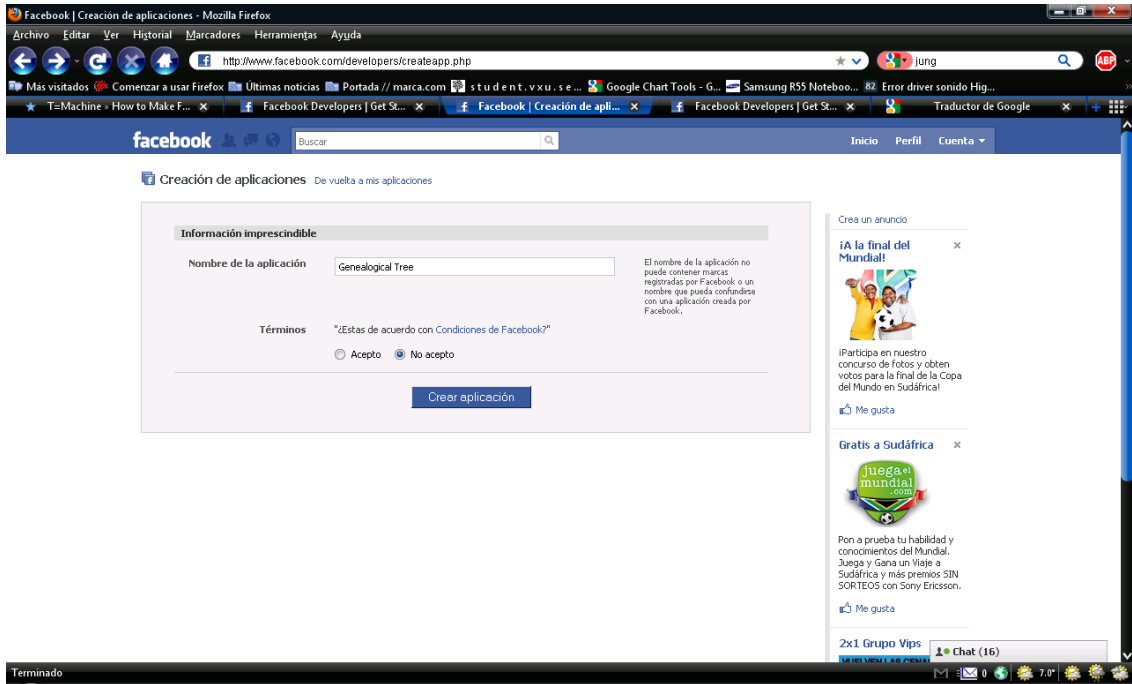 Facebook | Creación de aplicaciones - Mozilla Firefox
Archivo Editar Ver Historial Marcadores Herramientas Ayuda
http://www.facebook.com/developers/createapp.php
jung
ABP
Más visitados Comenzar a usar Firefox Últimas noticias Portada // marca.com s t u d e n t . v x u . s e ... Google Chart Tools - G... Samsung R55 Noteboo... 82 Error driver sonido Hig...
T=Machine » How to Make F... Facebook Developers | Get St... Facebook | Creación de apli... Facebook Developers | Get St... Traductor de Google
facebook
Buscar
Inicio Perfil Cuenta
Creación de aplicaciones De vuelta a mis aplicaciones
Información imprescindible
Nombre de la aplicación
Genealogical Tree
El nombre de la aplicación no
puede contener marcas
registradas por Facebook o un
nombre que pueda confundirse
con una aplicación creada por
Facebook.
Términos
"¿Estas de acuerdo con Condiciones de Facebook?"
Acepto No acepto
Crear aplicación
Crea un anuncio
¡A la final del
Mundial!
¡Participa en nuestro
concurso de fotos y obten
votos para la final de la Copa
del Mundo en Sudáfrica!
Me gusta
Gratis a Sudáfrica
juega el
mundial
.com
Pon a prueba tu habilidad y
conocimientos del Mundial.
Juega y Gana un Viaje a
Sudáfrica y más premios SIN
SORTEOS con Sony Ericsson.
Me gusta
2x1 Grupo Vips
Chat (16)
Terminado
0
7.0°